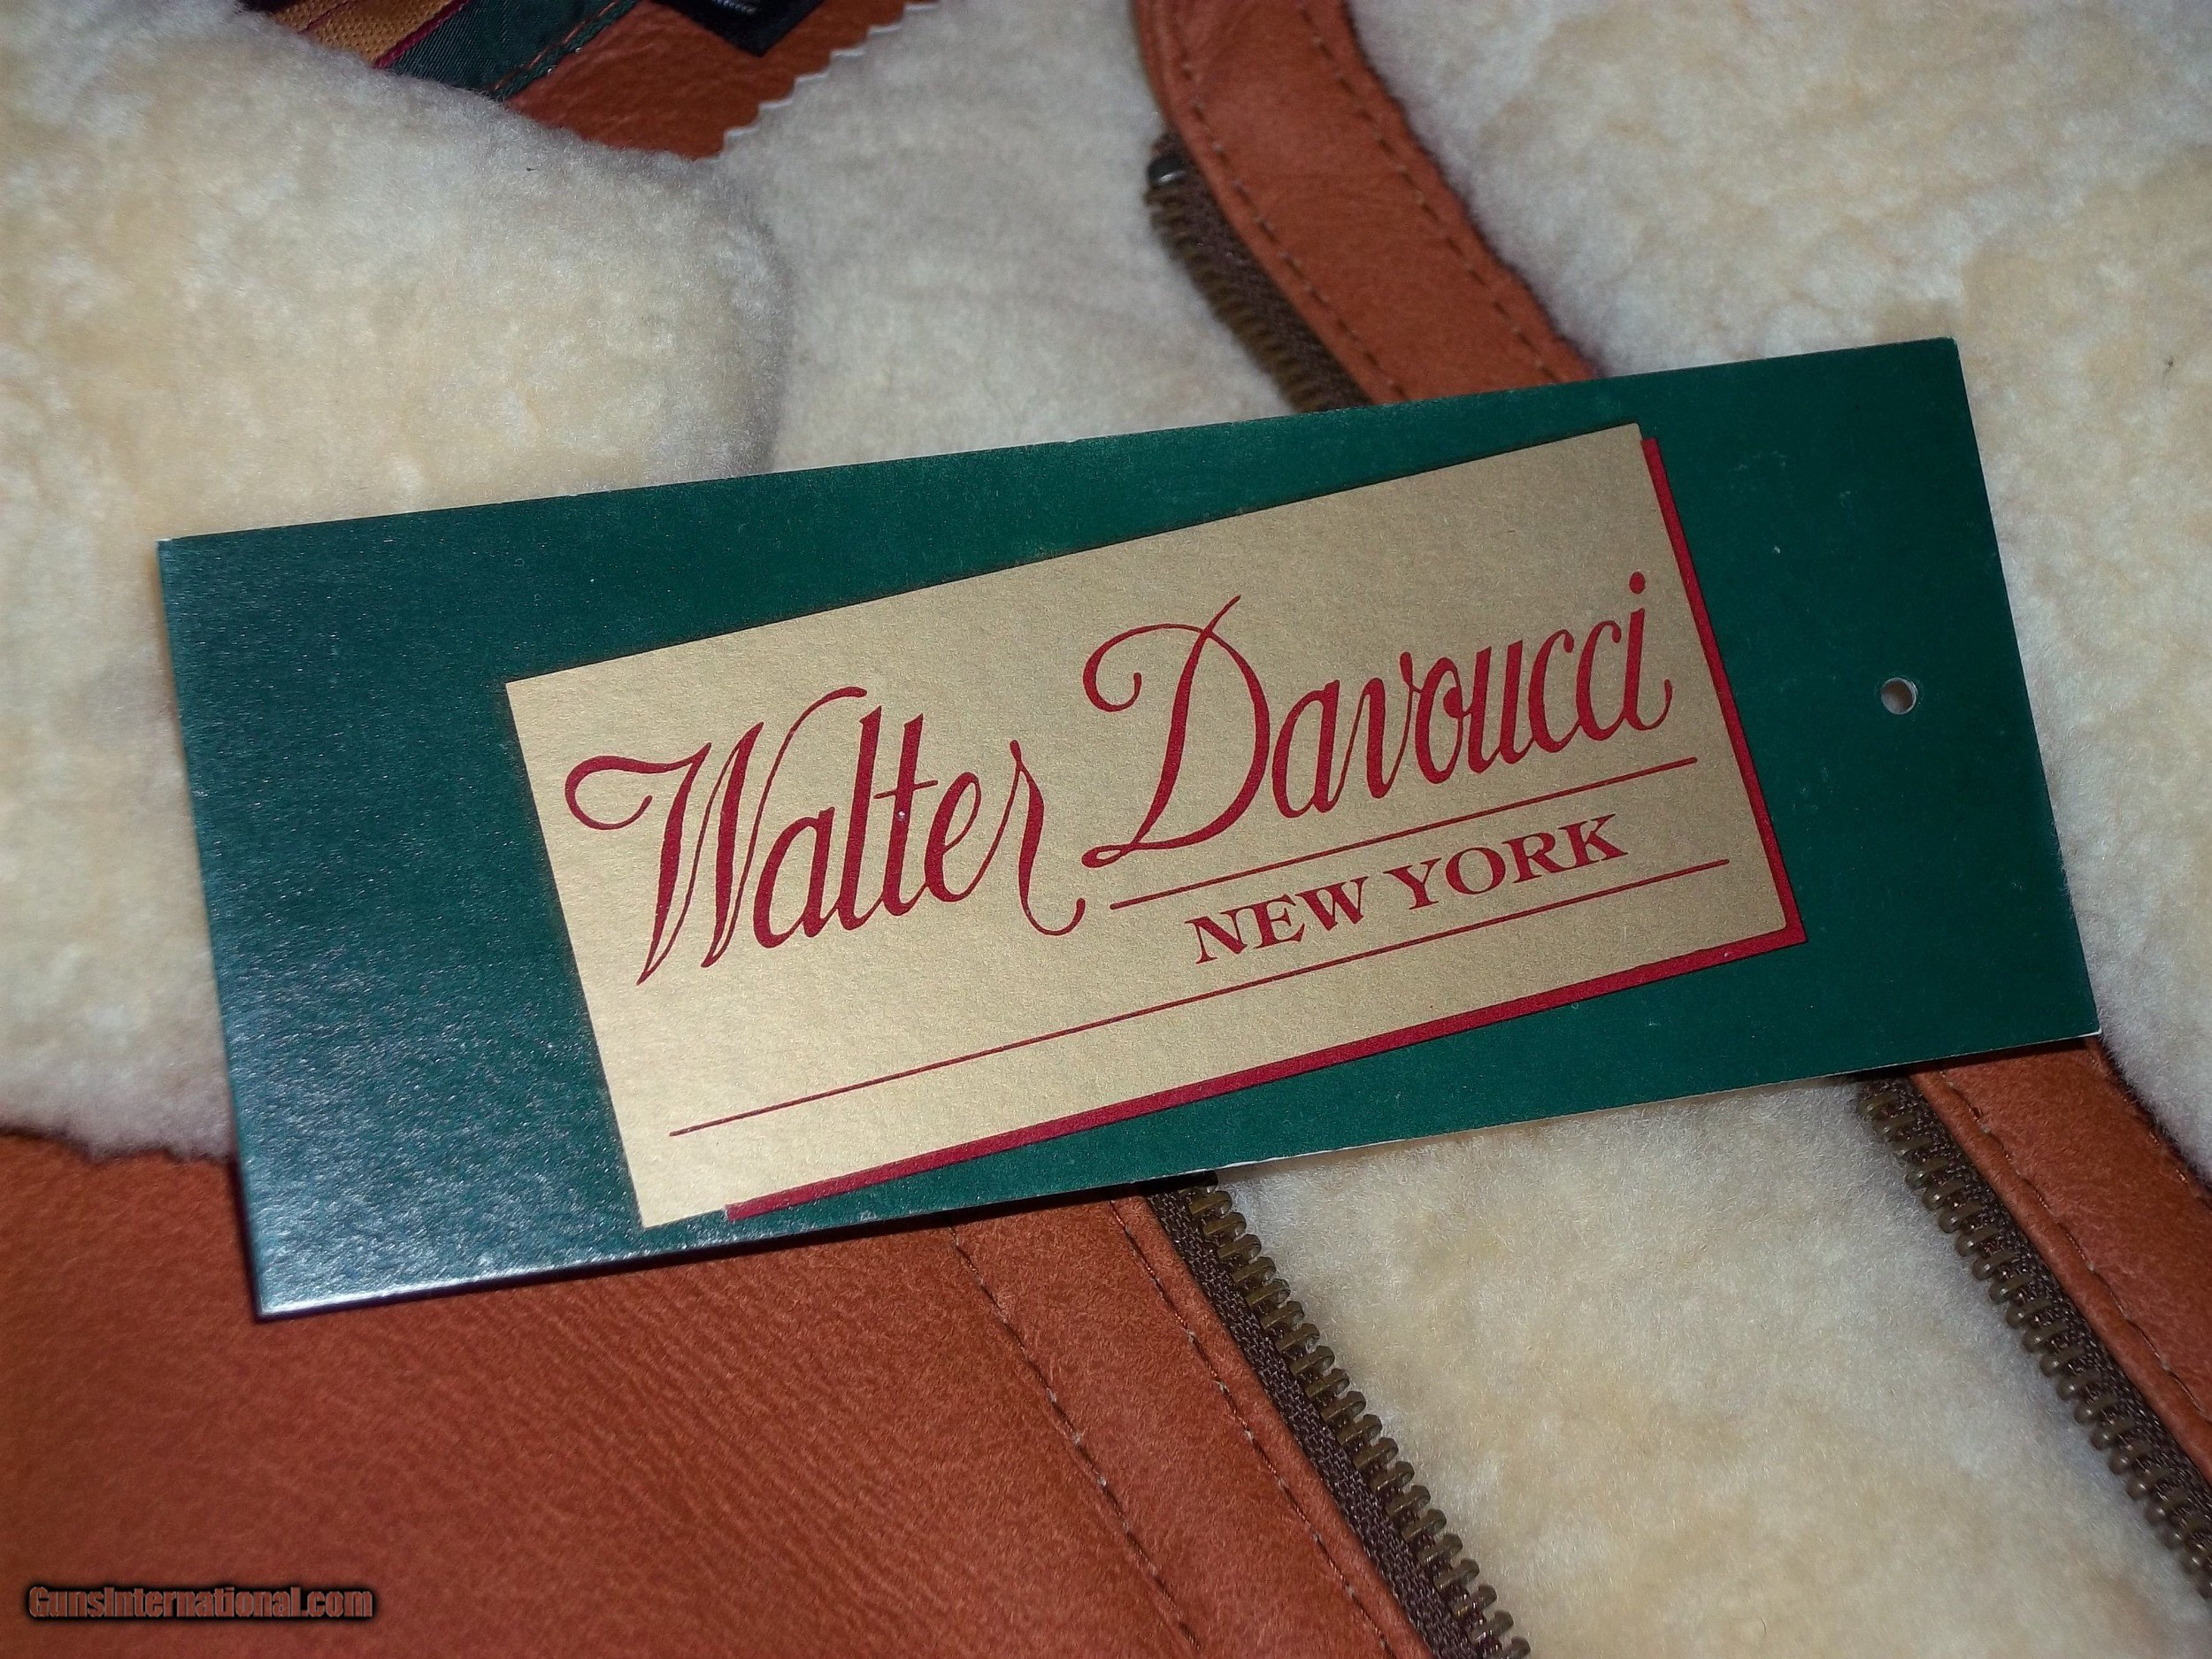 Walter Davoucci
NEW YORK
GunsInternational.com